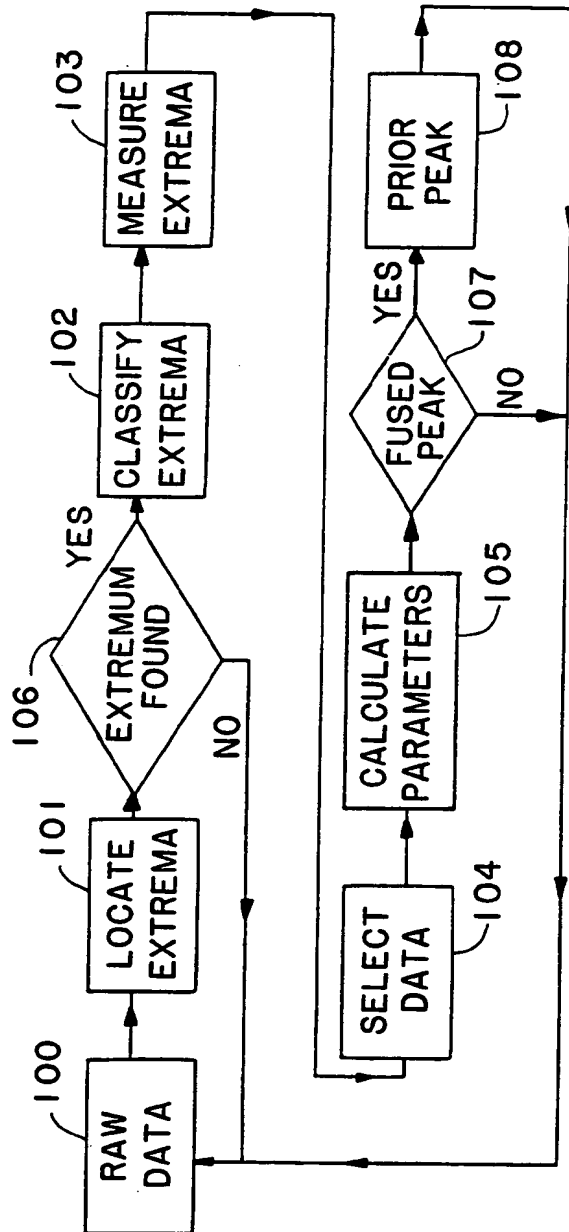 100
RAW
DATA
101
LOCATE
EXTREMA
106
EXTREMUM
FOUND
YES
NO
102
CLASSIFY
EXTREMA
103
MEASURE
EXTREMA
SELECT
DATA
104
CALCULATE
PARAMETERS
105
FUSED
PEAK
107
YES
NO
PRIOR
PEAK
108